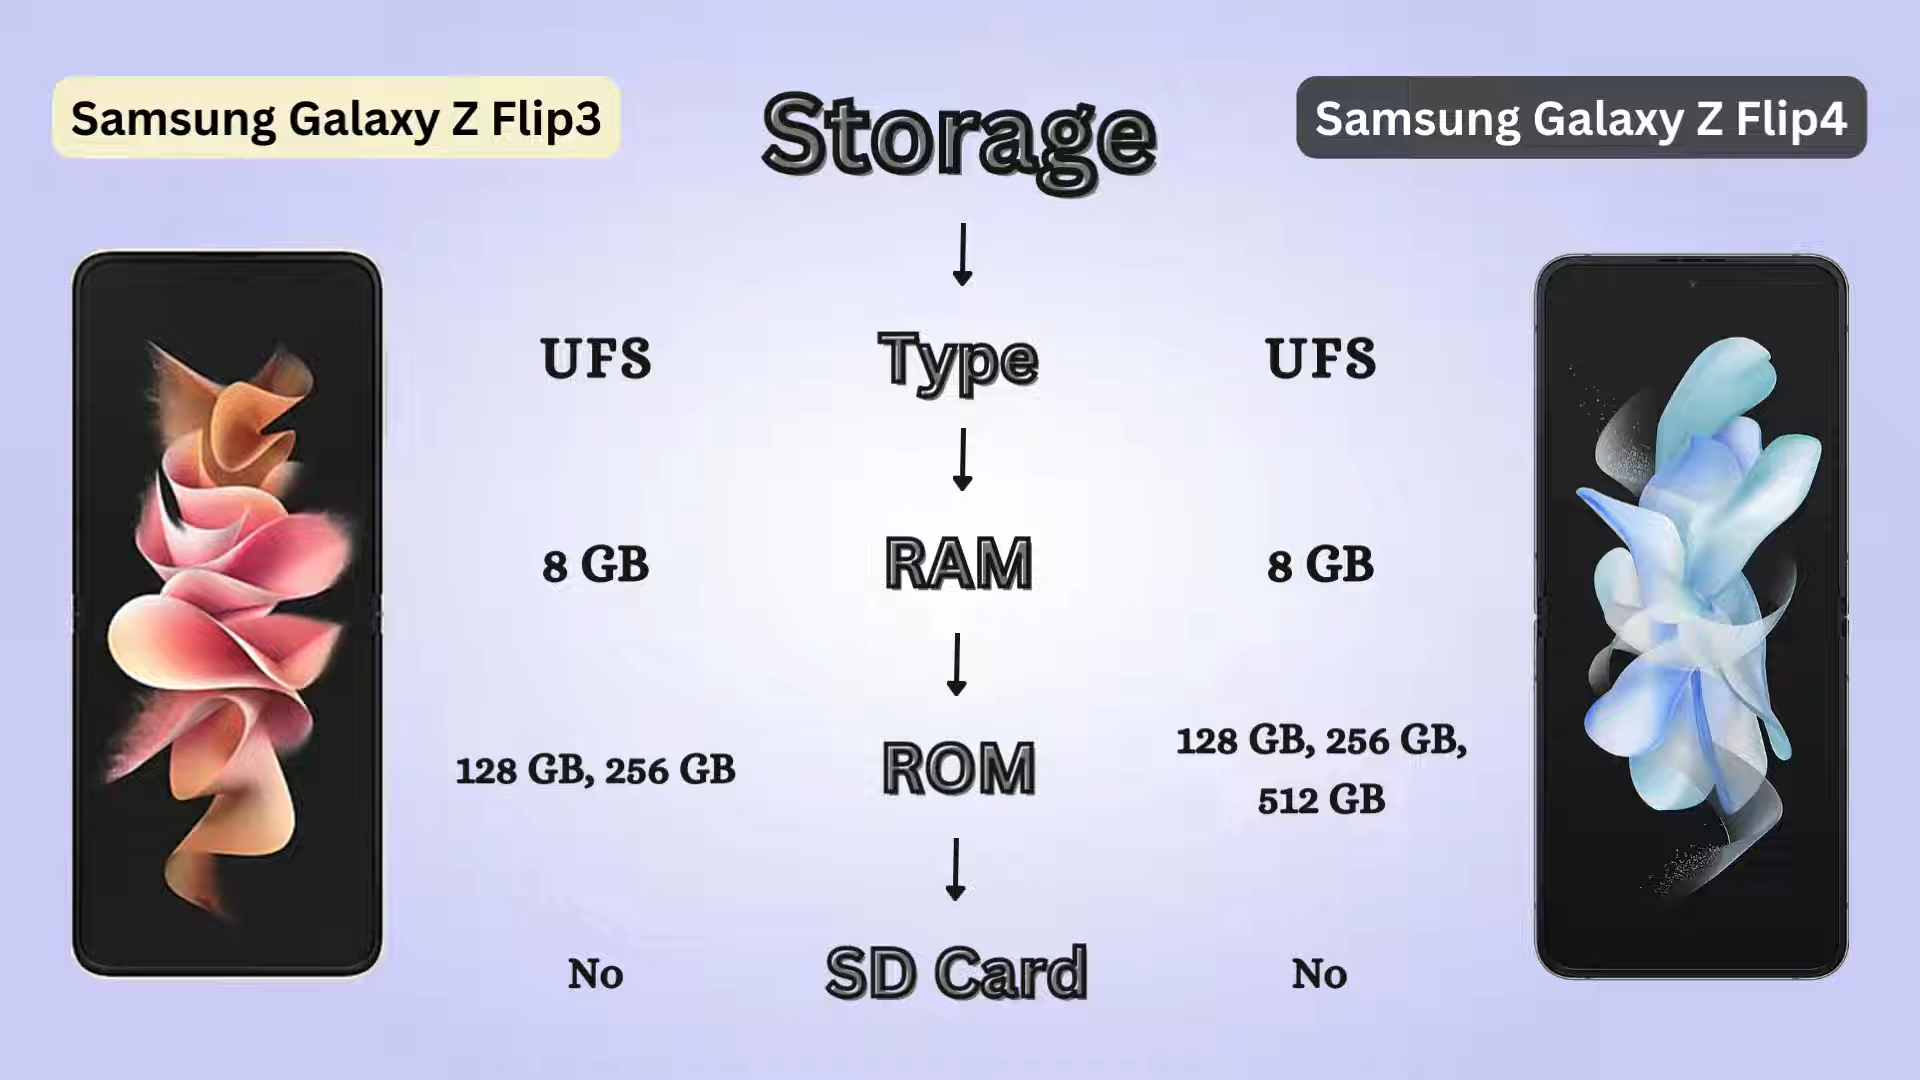 Samsung Galaxy Z Flip3
Storage
Samsung Galaxy Z Flip4
UFS
Type
UFS
8 GB
RAM
8 GB
128 GB, 256 GB
ROM
128 GB, 256 GB,
512 GB
No
SD Card
No